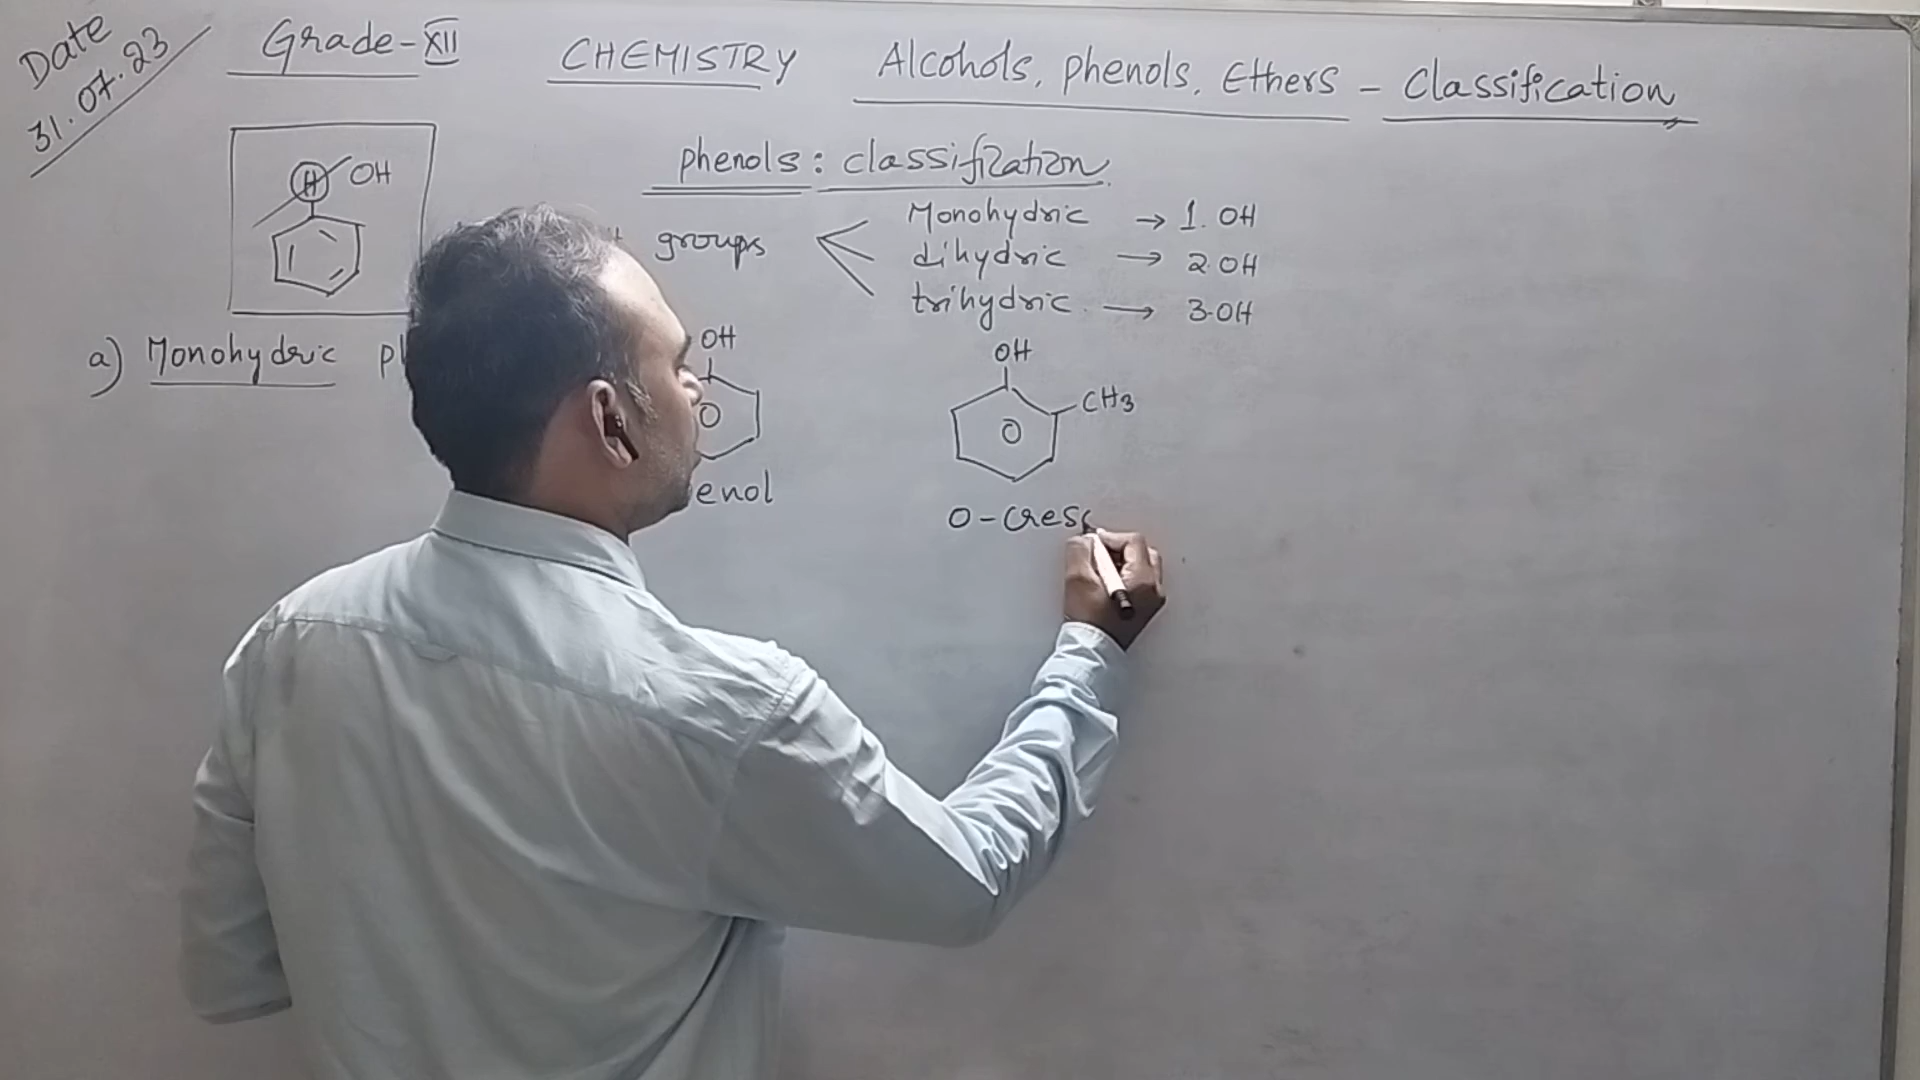 Date
31.07.23
Grade-XII CHEMISTRY Alcohols, phenols, Ethers - Classification
H OH
phenols: classification
groups
Monohydric → 1. OH
dihydric → 2.OH
trihydric. → 3.OH
a) Monohydric
OH
enol
OH
CH3
O-Cres